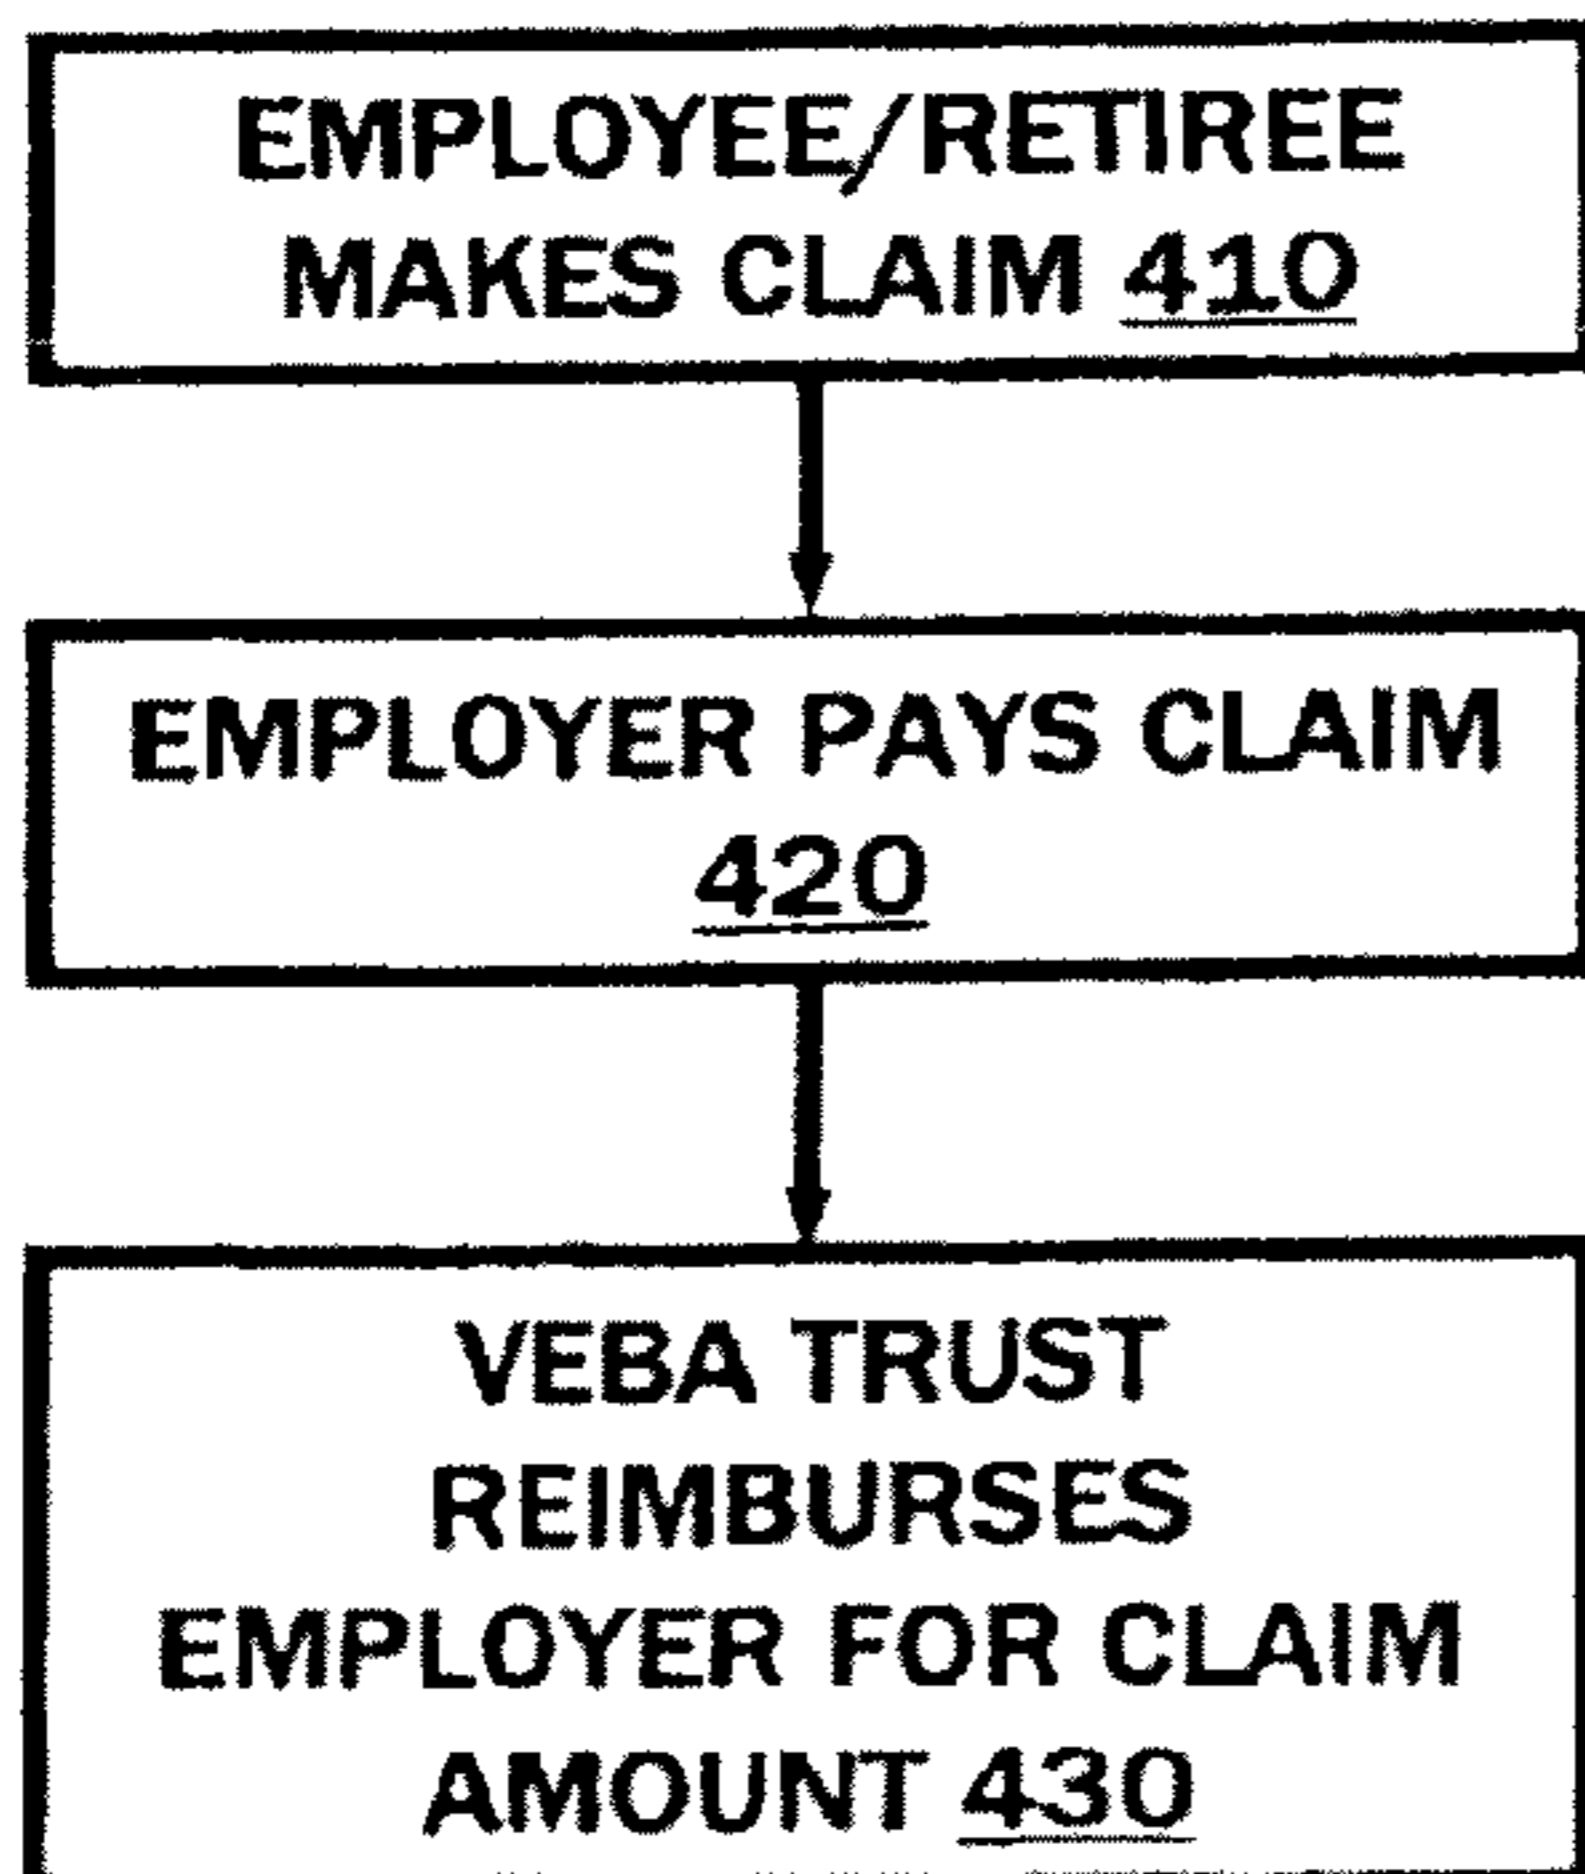 EMPLOYEE/RETIREE
MAKES CLAIM 410
EMPLOYER PAYS CLAIM
420
VEBA TRUST
REIMBURSES
EMPLOYER FOR CLAIM
AMOUNT 430